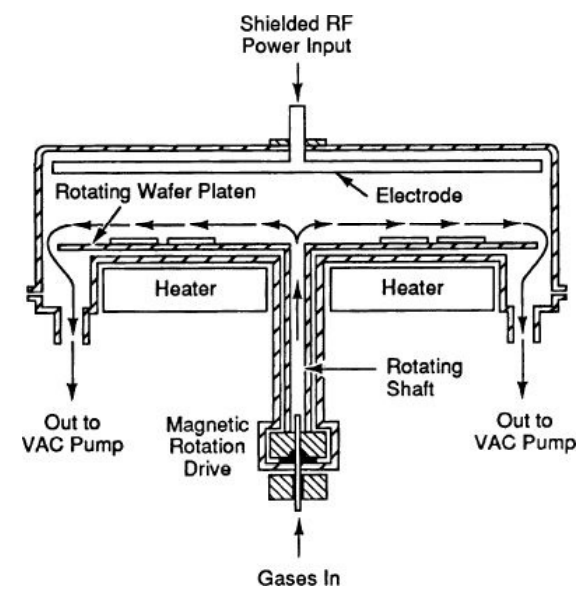 Shielded RF
Power Input
Rotating Wafer Platen
Electrode
Heater
Heater
Rotating
Shaft
Out to
VAC Pump
Magnetic
Rotation
Drive
Out to
VAC Pump
Gases In